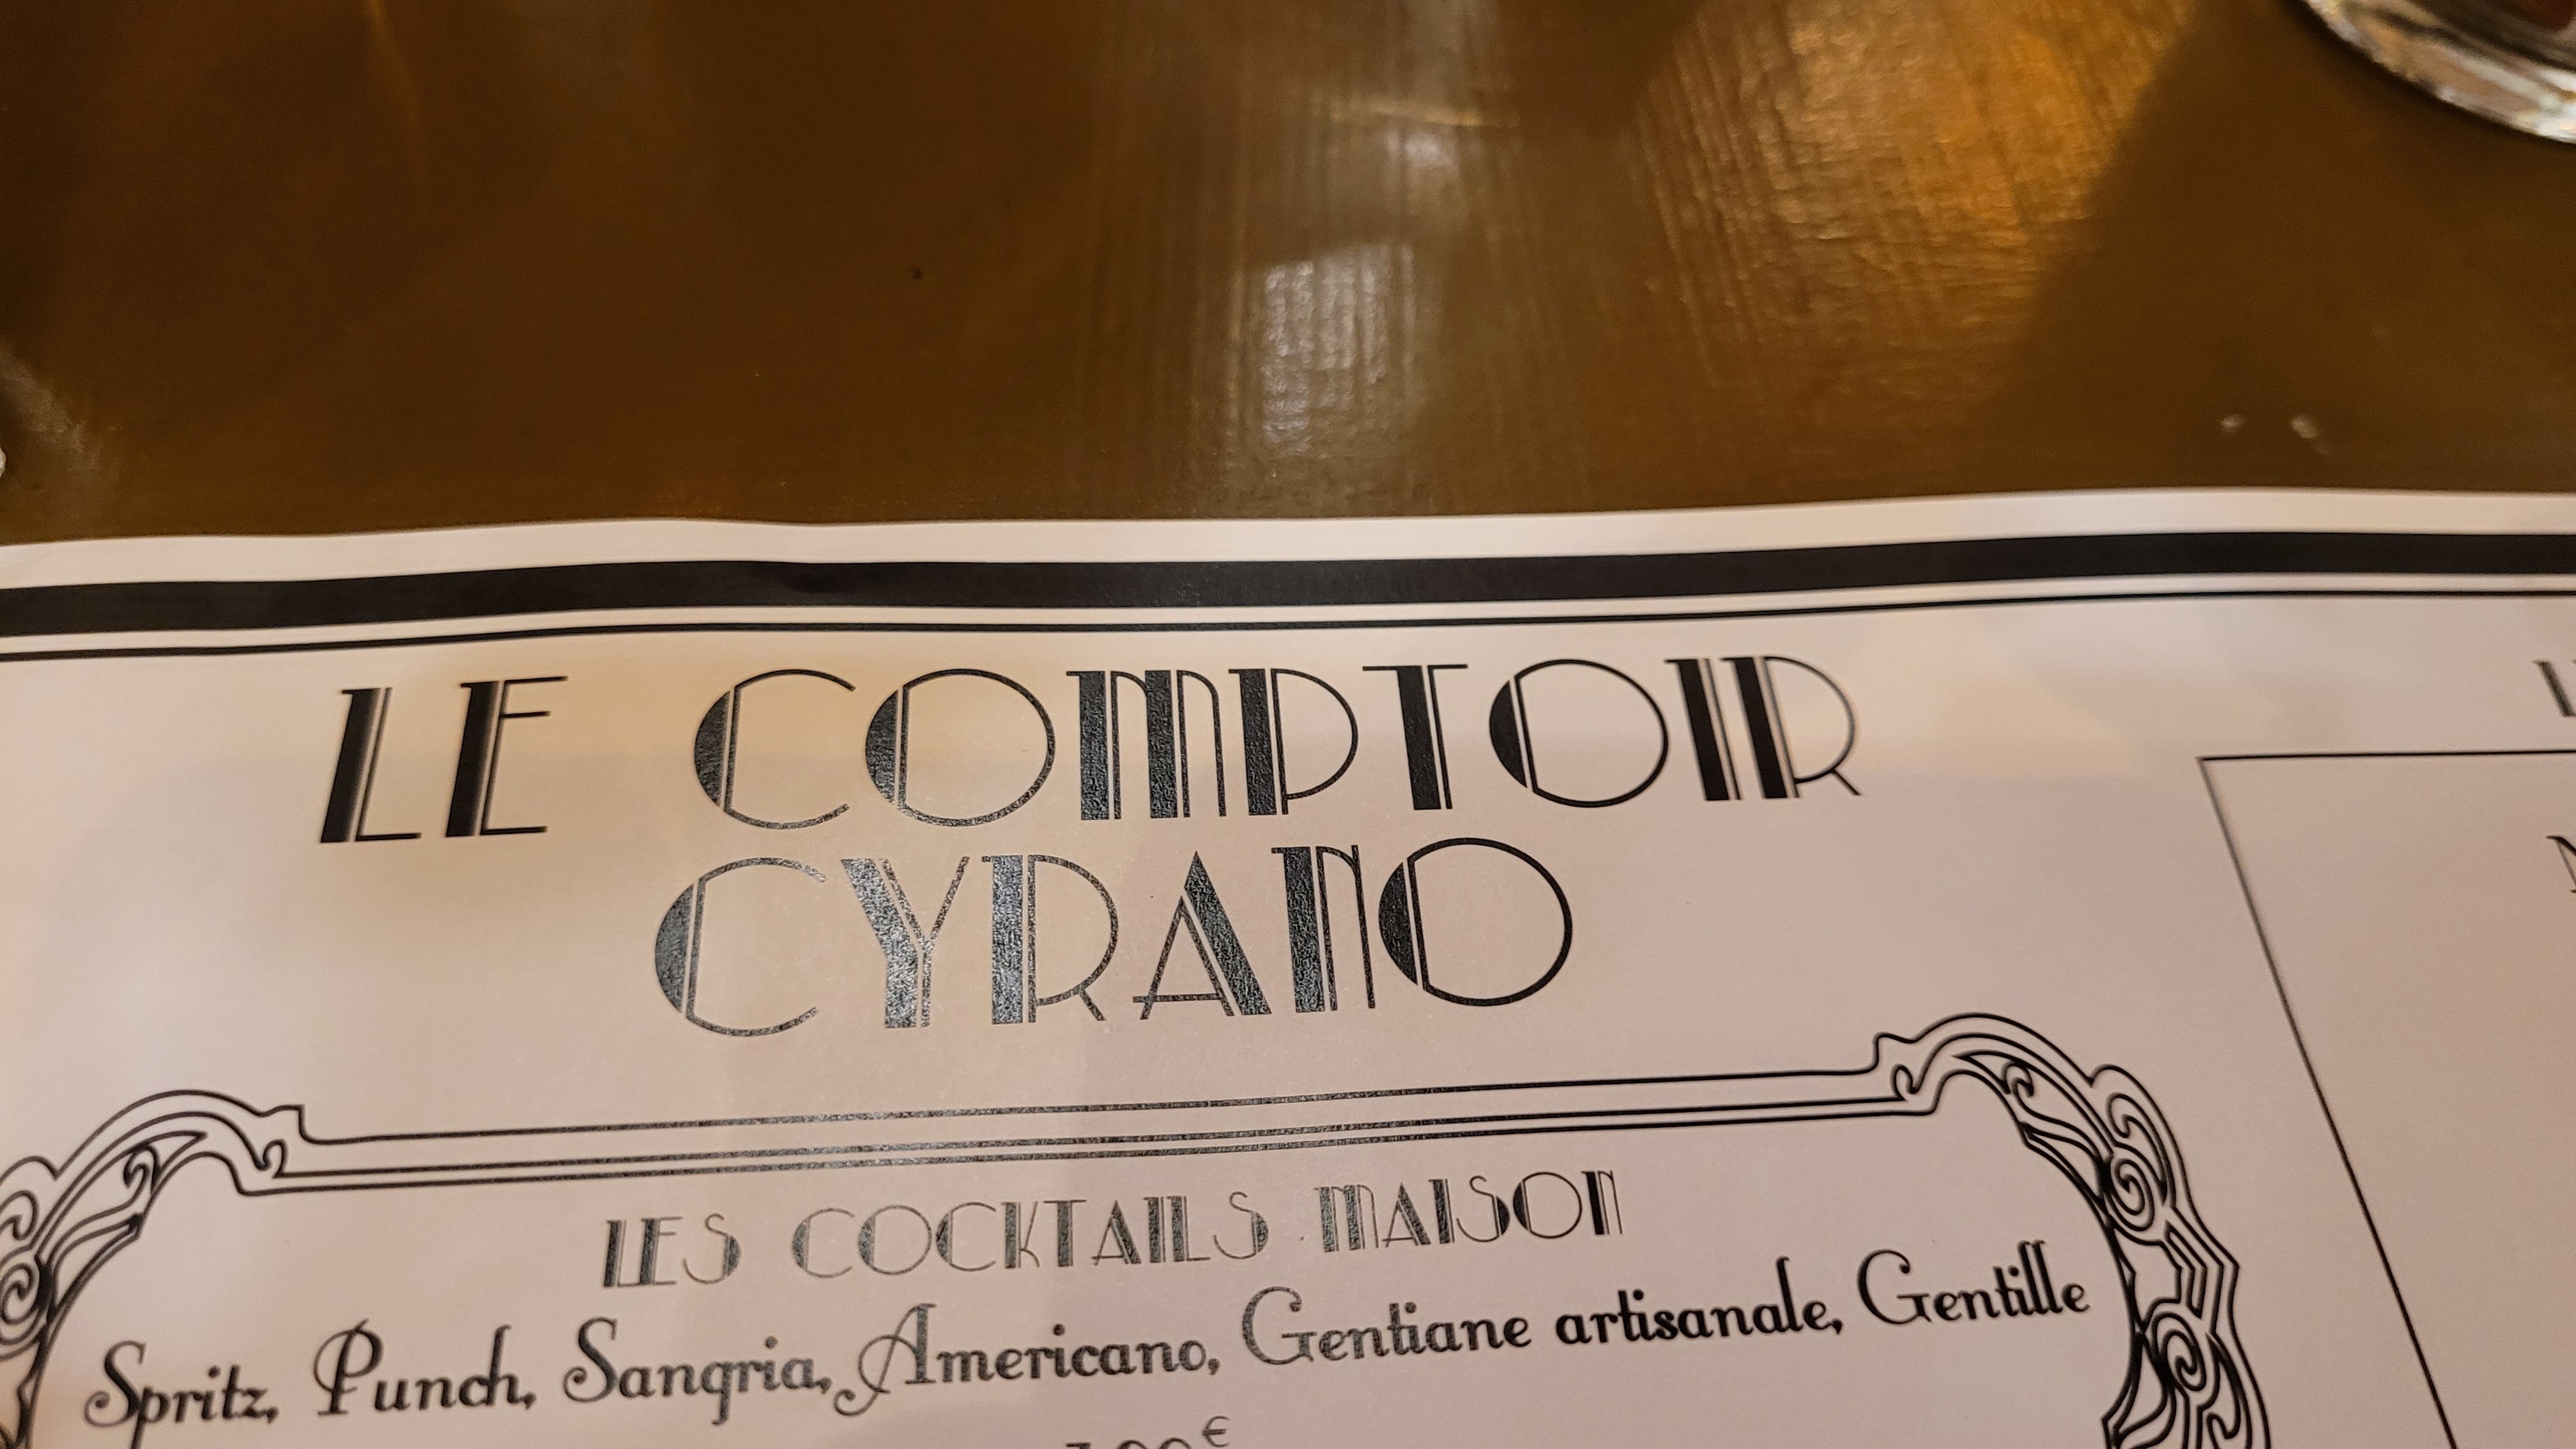 LE COMPTOIR
CYRANO
LES COCKTAILS MAISON
Spritz, Punch, Sangria, Americano, Gentiane artisanale, Gentille